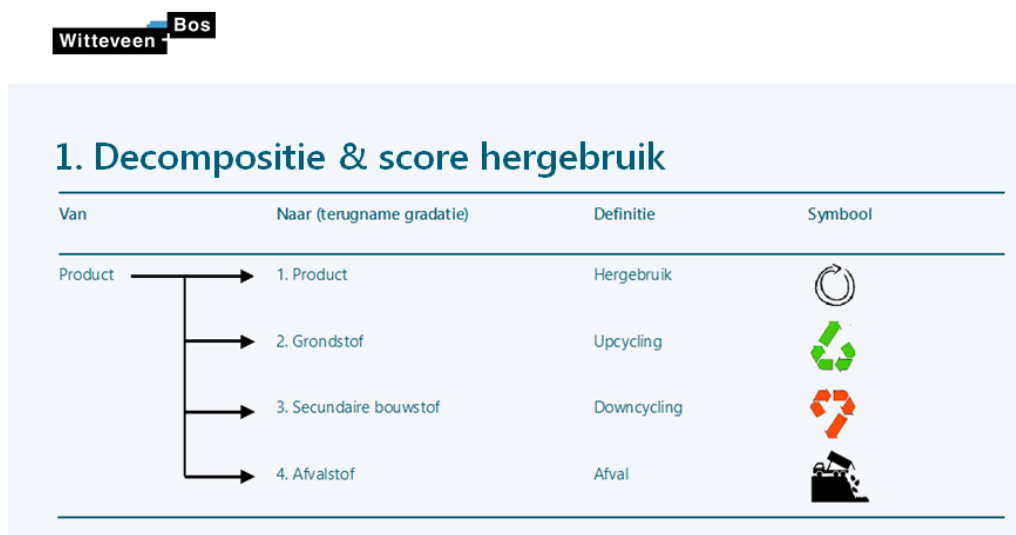 Witteveen + Bos
1. Decompositie & score hergebruik
Van Naar (terugname gradatie) Definitie Symbool
Product 1. Product Hergebruik
2. Grondstof Upcycling
3. Secundaire bouwstof Downcycling
4. Afvalstof Afval